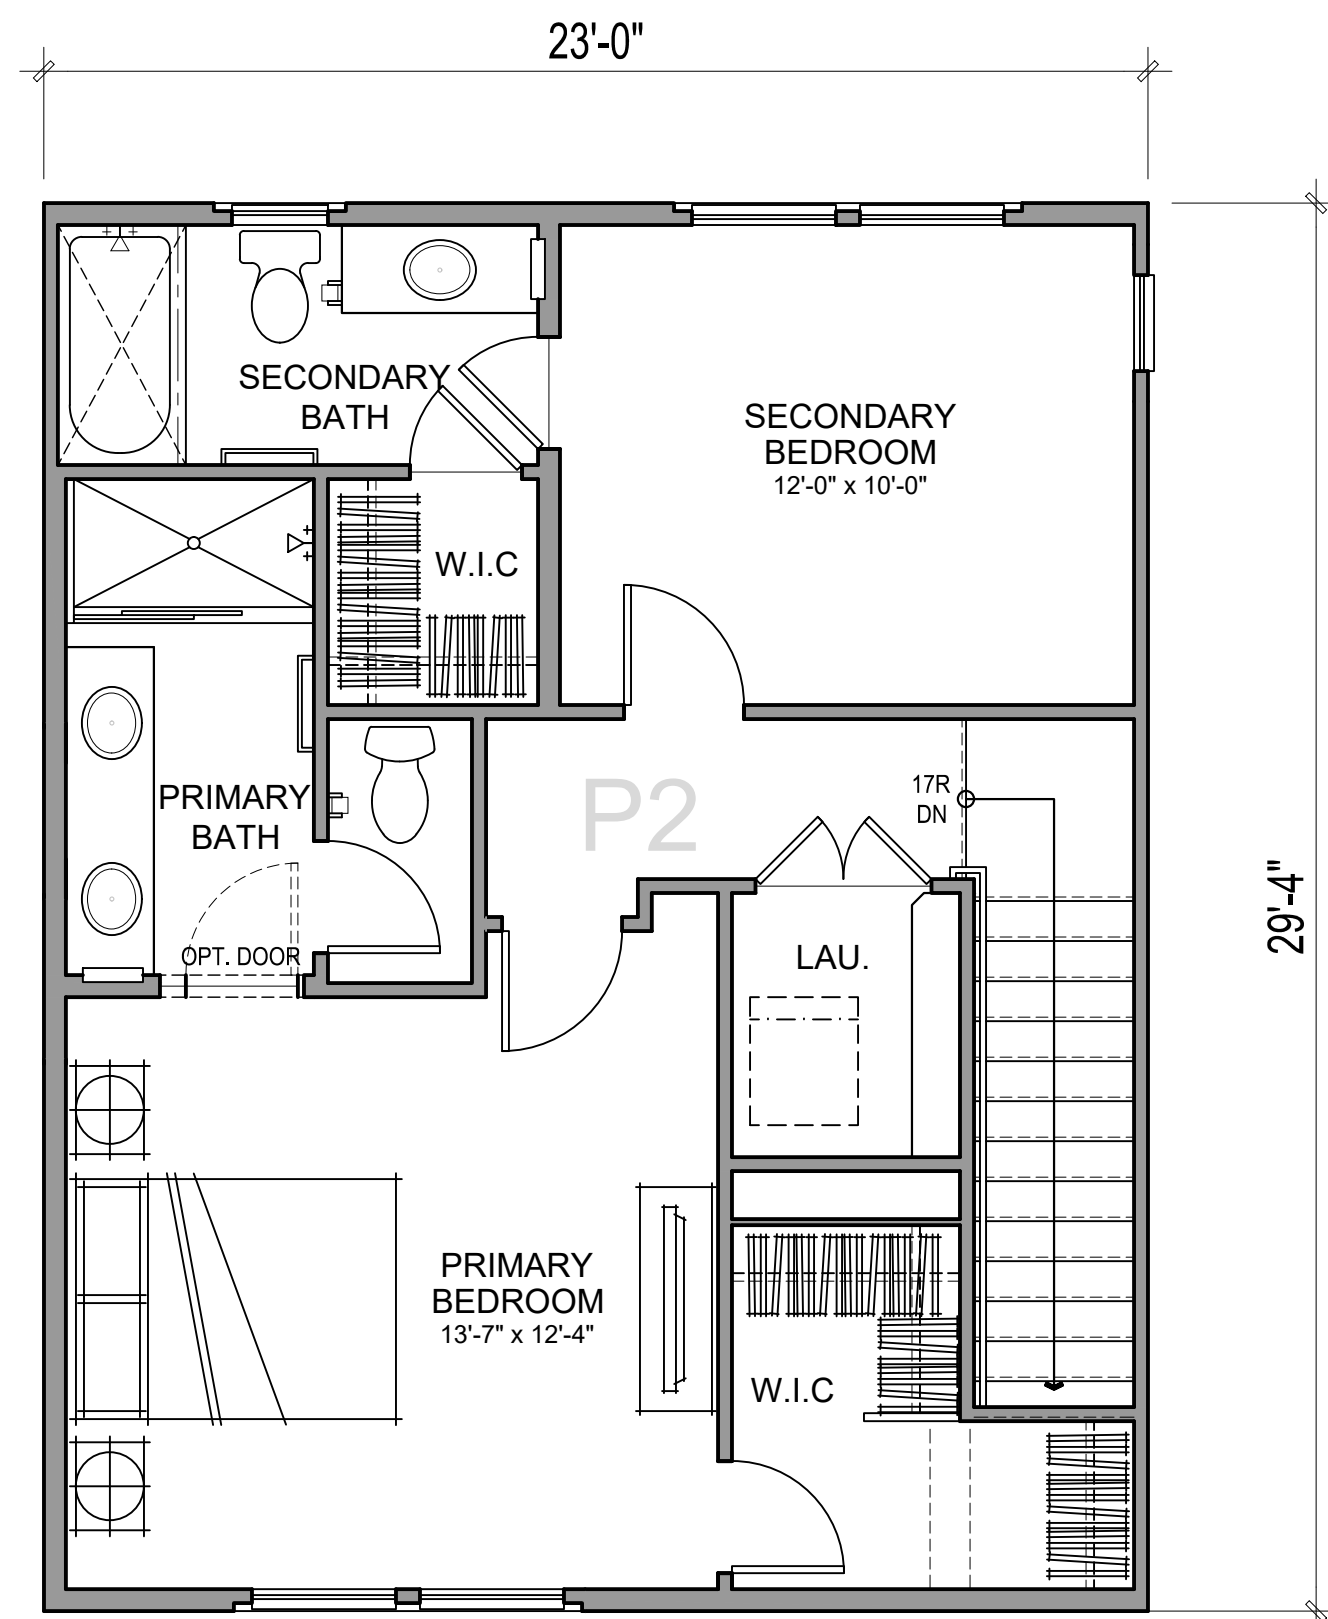 23'-0"
SECONDARY
BATH
SECONDARY
BEDROOM
12'-0" x 10'-0"
W.I.C
PRIMARY
BATH
P2
17R
DN
29'-4"
OPT. DOOR
LAU.
PRIMARY
BEDROOM
13'-7" x 12'-4"
W.I.C